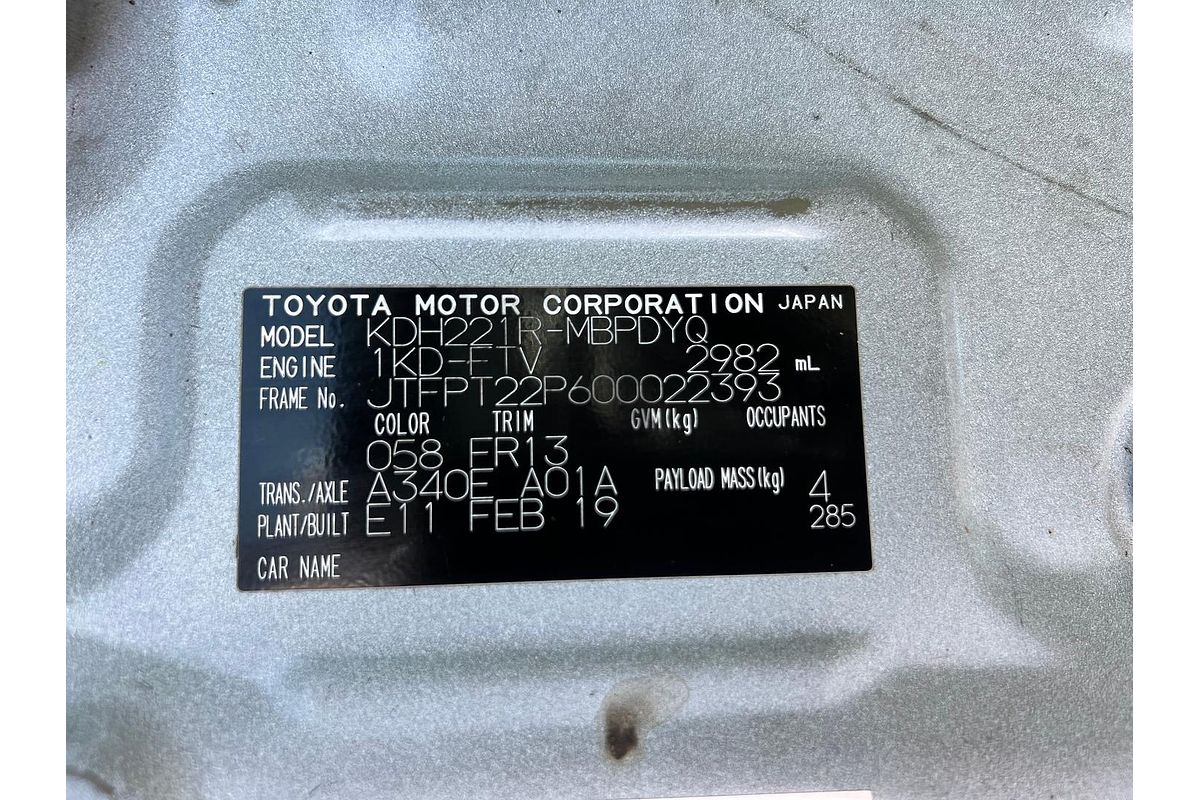 TOYOTA MOTOR CORPORATION JAPAN
MODEL KDH221R-MBPDYQ
ENGINE 1KD-FTV 2982 mL
FRAME No. JTFPT22P600022393
COLOR TRIM GVM(kg) OCCUPANTS
058 FR13
TRANS./AXLE A340E A01A PAYLOAD MASS(kg) 4
PLANT/BUILT E11 FEB 19 285
CAR NAME